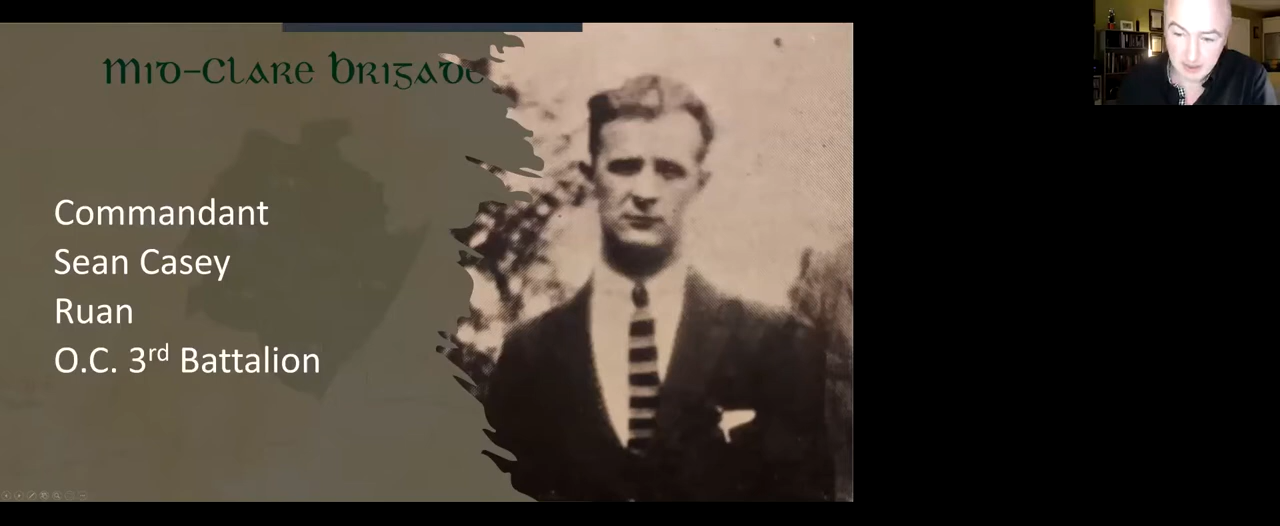 Mid-Clare Brigade
Commandant
Sean Casey
Ruan
O.C. 3rd Battalion